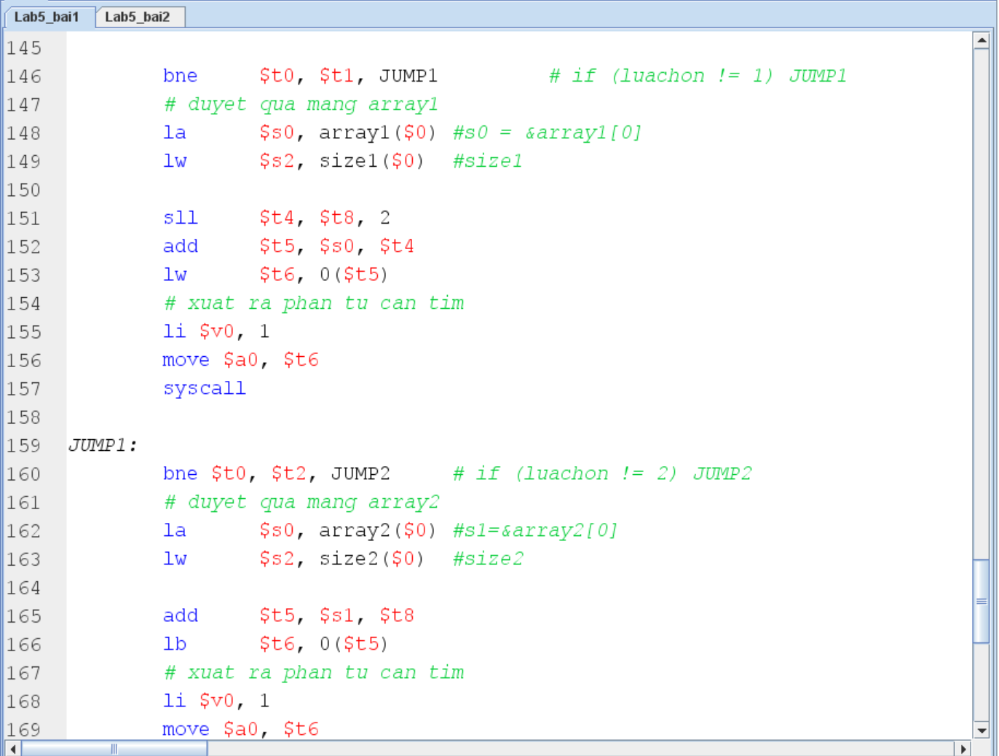 Lab5_bai1 Lab5_bai2
145
146 bne $t0, $t1, JUMP1 # if (luachon != 1) JUMP1
147 # duyet qua mang array1
148 la $s0, array1($0) #s0 = &array1[0]
149 lw $s2, size1($0) #size1
150
151 sll $t4, $t8, 2
152 add $t5, $s0, $t4
153 lw $t6, 0($t5)
154 # xuat ra phan tu can tim
155 li $v0, 1
156 move $a0, $t6
157 syscall
158
159 JUMP1:
160 bne $t0, $t2, JUMP2 # if (luachon != 2) JUMP2
161 # duyet qua mang array2
162 la $s0, array2($0) #s1=&array2[0]
163 lw $s2, size2($0) #size2
164
165 add $t5, $s1, $t8
166 lb $t6, 0($t5)
167 # xuat ra phan tu can tim
168 li $v0, 1
169 move $a0, $t6